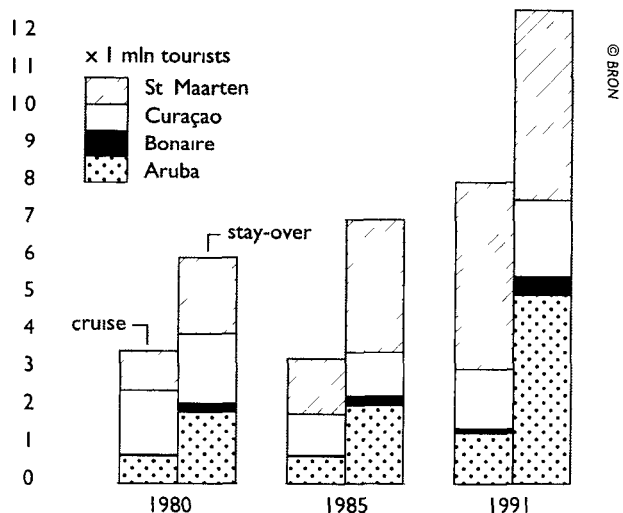 12
11
10
9
8
7
6
5
4
3
2
1
0
x 1 mln tourists
St Maarten
Curaçao
Bonaire
Aruba
stay-over
cruise
1980
1985
1991
© BRON